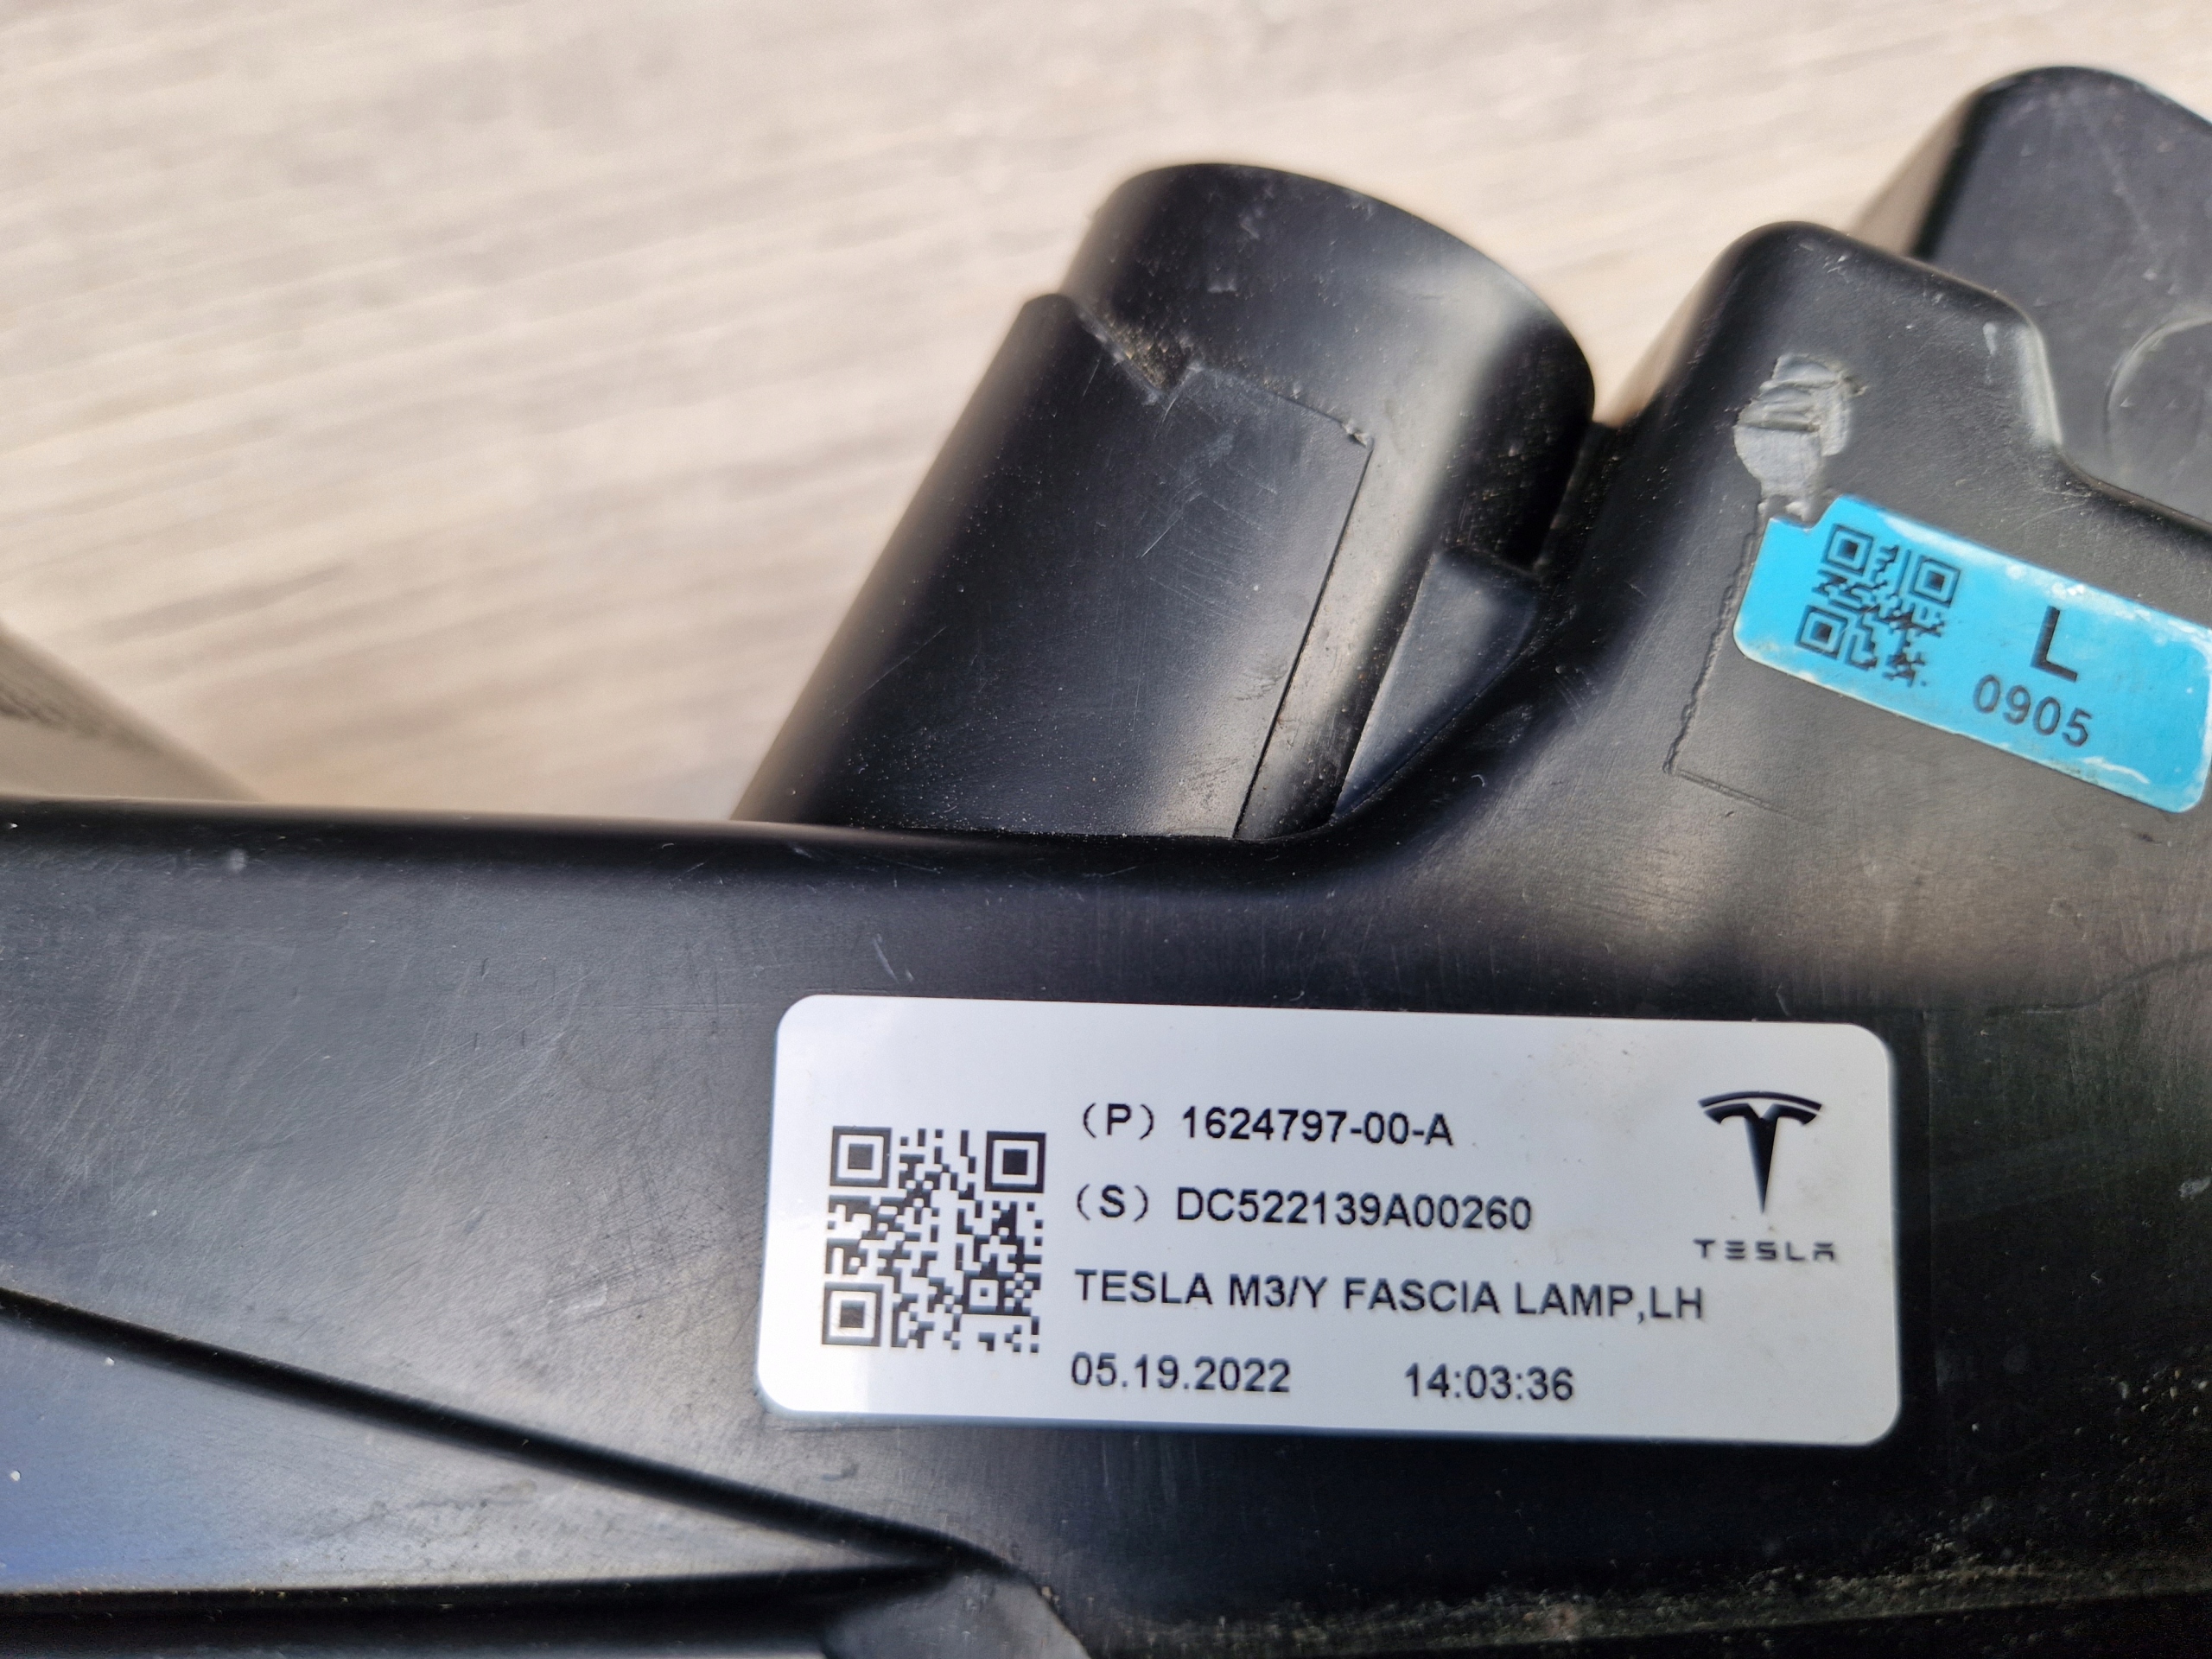 L
0905
（P）1624797-00-A
（S）DC522139A00260
TESLA M3/Y FASCIA LAMP,LH
05.19.2022 14:03:36
TESLA